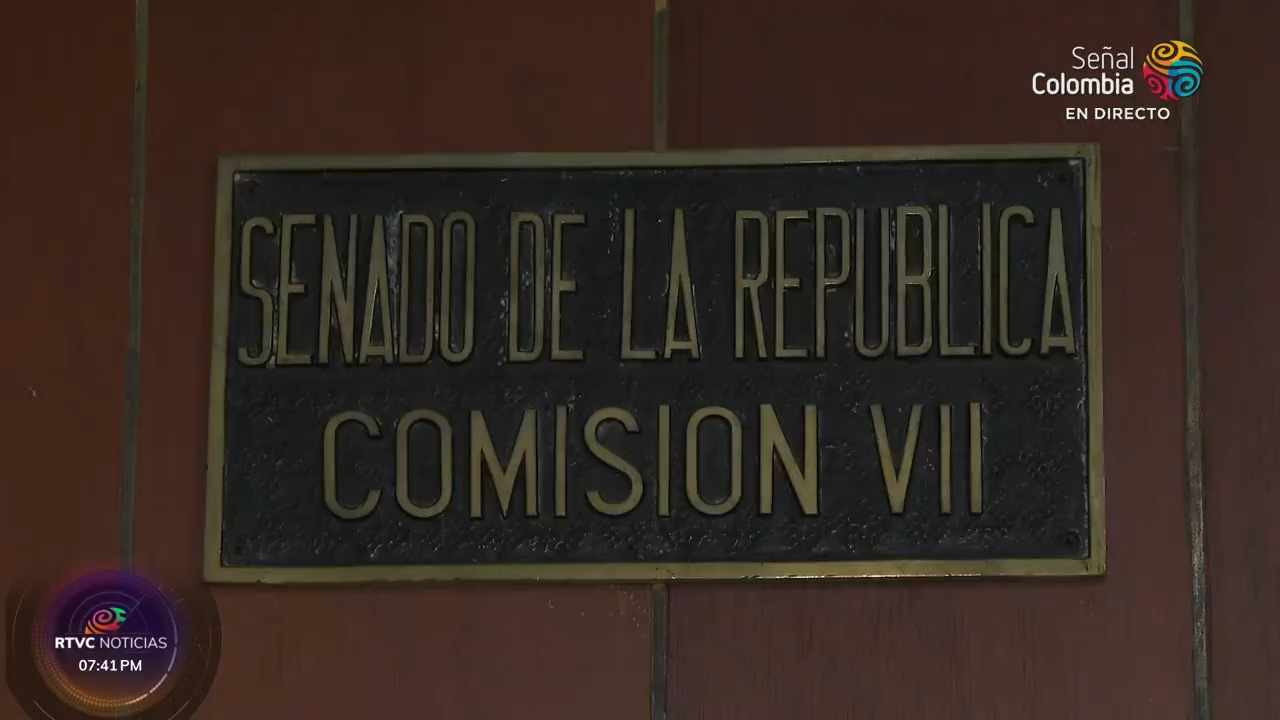 Señal
Colombia
EN DIRECTO
SENADO DE LA REPUBLICA
COMISION VII
RTVC NOTICIAS
07:41 PM